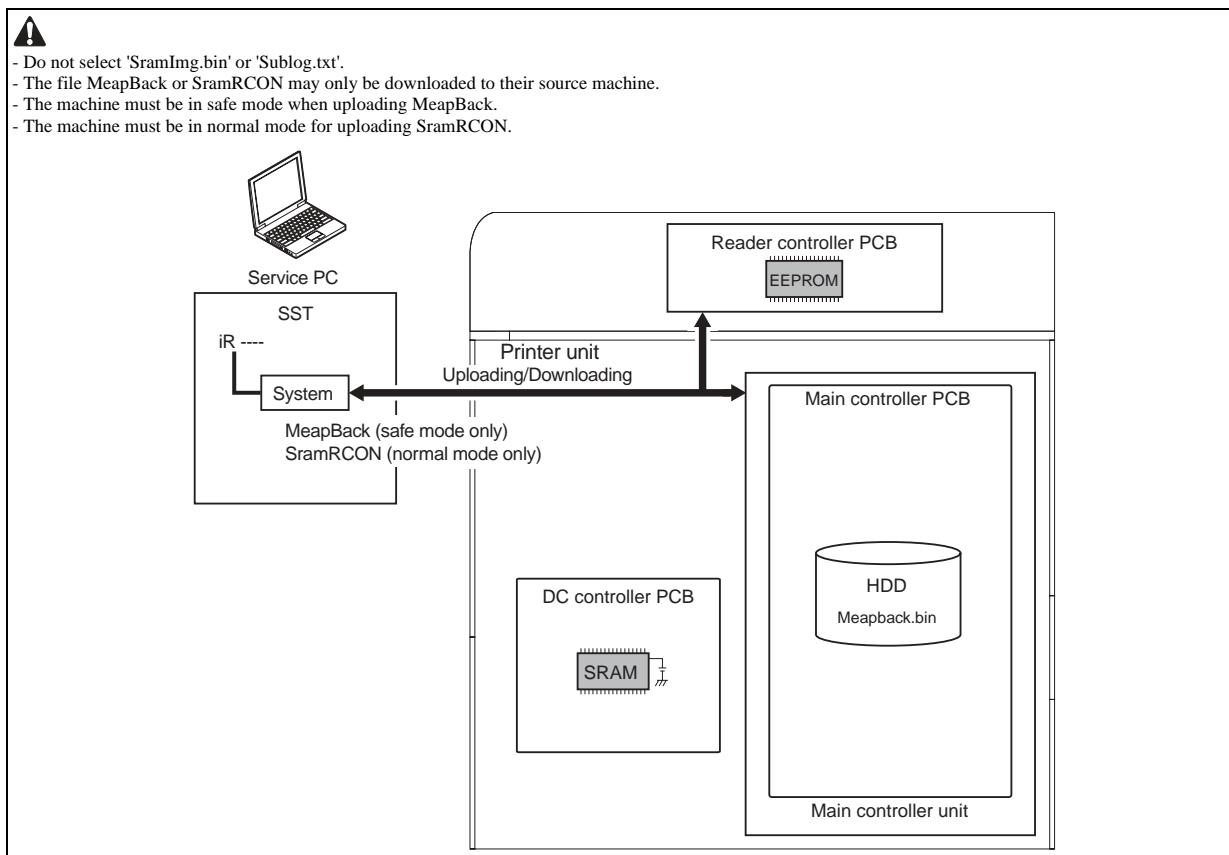 - Do not select 'SramImg.bin' or 'Sublog.txt'.
- The file MeapBack or SramRCON may only be downloaded to their source machine.
- The machine must be in safe mode when uploading MeapBack.
- The machine must be in normal mode for uploading SramRCON.
Service PC
SST
iR ----
System
MeapBack (safe mode only)
SramRCON (normal mode only)
Printer unit
Uploading/Downloading
Reader controller PCB
EEPROM
Main controller PCB
HDD
Meapback.bin
DC controller PCB
SRAM
Main controller unit